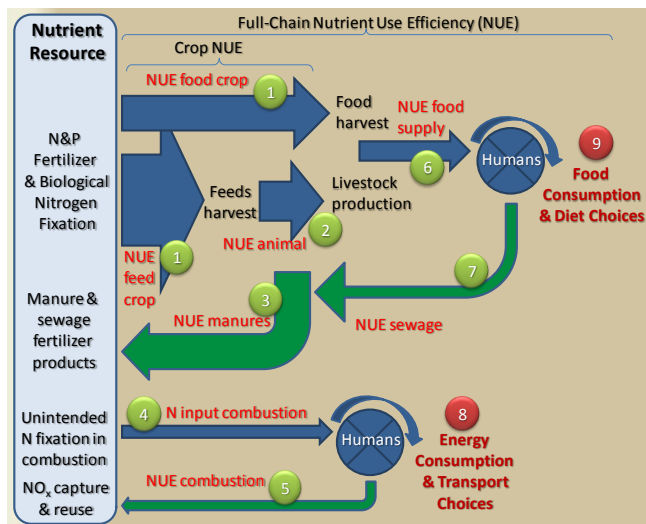 Nutrient
Resource
Full-Chain Nutrient Use Efficiency (NUE)
Crop NUE
NUE food crop
1
Food
harvest
NUE food
supply
6
Humans
9
Food
Consumption
& Diet Choices
N&P
Fertilizer
& Biological
Nitrogen
Fixation
Feeds
harvest
Livestock
production
2
NUE animal
1
NUE
feed
crop
7
3
NUE manures
NUE sewage
Manure &
sewage
fertilizer
products
4
N input combustion
Unintended
N fixation in
combustion
Humans
8
Energy
Consumption
& Transport
Choices
NUE combustion
5
NOₓ capture
& reuse